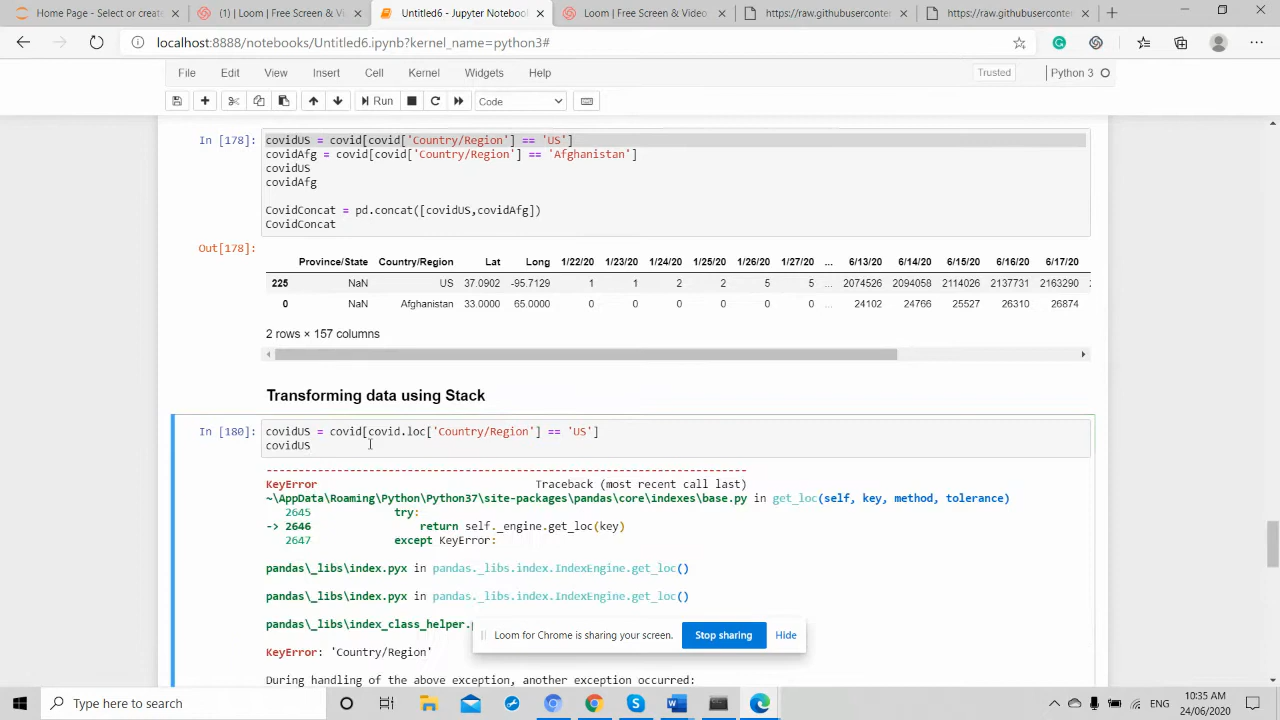 Home Page - Select or create
(1) Loom | Free Screen & Video
Untitled6 - Jupyter Notebook
Loom | Free Screen & Video
https://raw.githubusercontent
https://raw.githubusercontent
localhost:8888/notebooks/Untitled6.ipynb?kernel_name=python3#
File Edit View Insert Cell Kernel Widgets Help
Trusted
Python 3
Run
Code
In [178]:
covidUS = covid[covid['Country/Region'] == 'US']
covidAfg = covid[covid['Country/Region'] == 'Afghanistan']
covidUS
covidAfg
CovidConcat = pd.concat([covidUS,covidAfg])
CovidConcat
Out[178]:
Province/State Country/Region Lat Long 1/22/20 1/23/20 1/24/20 1/25/20 1/26/20 1/27/20 ... 6/13/20 6/14/20 6/15/20 6/16/20 6/17/20
225 NaN US 37.0902 -95.7129 1 1 2 2 5 5 ... 2074526 2094058 2114026 2137731 2163290
0 NaN Afghanistan 33.0000 65.0000 0 0 0 0 0 0 ... 24102 24766 25527 26310 26874
2 rows × 157 columns
Transforming data using Stack
In [180]:
covidUS = covid[covid.loc['Country/Region'] == 'US']
covidUS
---------------------------------------------------------------------------
KeyError Traceback (most recent call last)
~\AppData\Roaming\Python\Python37\site-packages\pandas\core\indexes\base.py in get_loc(self, key, method, tolerance)
2645 try:
-> 2646 return self._engine.get_loc(key)
2647 except KeyError:
pandas\_libs\index.pyx in pandas._libs.index.IndexEngine.get_loc()
pandas\_libs\index.pyx in pandas._libs.index.IndexEngine.get_loc()
pandas\_libs\index_class_helper.
Loom for Chrome is sharing your screen.
Stop sharing
Hide
KeyError: 'Country/Region'
During handling of the above exception, another exception occurred:
Type here to search
ENG
10:35 AM
24/06/2020